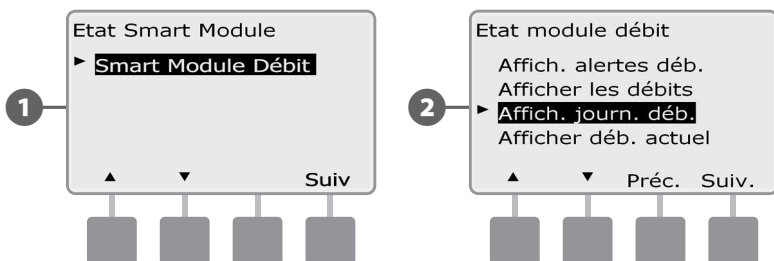 1
Etat Smart Module
► Smart Module Débit
▲ ▼ Suiv
2
Etat module débit
Affich. alertes déb.
Afficher les débits
► Affich. journ. déb.
Afficher déb. actuel
▲ ▼ Préc. Suiv.